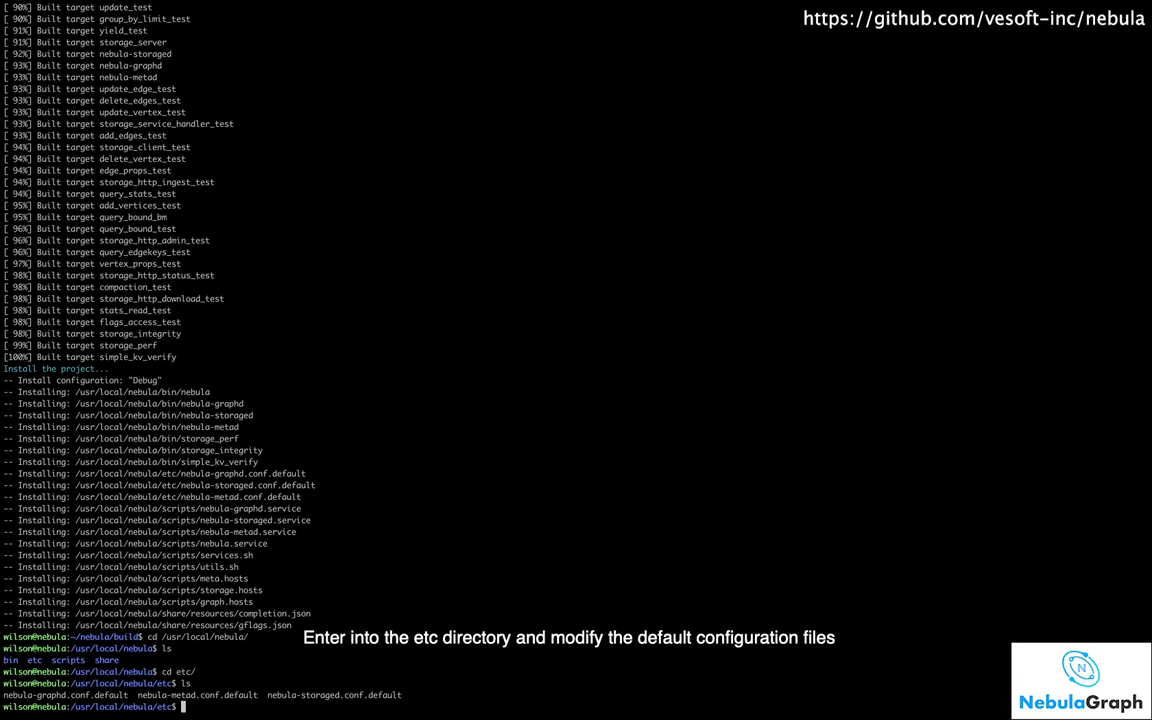 https://github.com/vesoft-inc/nebula
[ 90%] Built target update_test
[ 90%] Built target group_by_limit_test
[ 91%] Built target yield_test
[ 91%] Built target storage_server
[ 92%] Built target nebula-storaged
[ 93%] Built target nebula-graphd
[ 93%] Built target nebula-metad
[ 93%] Built target update_edge_test
[ 93%] Built target delete_edges_test
[ 93%] Built target update_vertex_test
[ 93%] Built target storage_service_handler_test
[ 93%] Built target add_edges_test
[ 94%] Built target storage_client_test
[ 94%] Built target delete_vertex_test
[ 94%] Built target edge_props_test
[ 94%] Built target storage_http_ingest_test
[ 94%] Built target query_stats_test
[ 95%] Built target add_vertices_test
[ 95%] Built target query_bound_bm
[ 96%] Built target query_bound_test
[ 96%] Built target storage_http_admin_test
[ 96%] Built target query_edgekeys_test
[ 97%] Built target vertex_props_test
[ 98%] Built target storage_http_status_test
[ 98%] Built target compaction_test
[ 98%] Built target storage_http_download_test
[ 98%] Built target stats_read_test
[ 98%] Built target flags_access_test
[ 98%] Built target storage_integrity
[ 99%] Built target storage_perf
[100%] Built target simple_kv_verify
Install the project...
-- Install configuration: "Debug"
-- Installing: /usr/local/nebula/bin/nebula
-- Installing: /usr/local/nebula/bin/nebula-graphd
-- Installing: /usr/local/nebula/bin/nebula-storaged
-- Installing: /usr/local/nebula/bin/nebula-metad
-- Installing: /usr/local/nebula/bin/storage_perf
-- Installing: /usr/local/nebula/bin/storage_integrity
-- Installing: /usr/local/nebula/bin/simple_kv_verify
-- Installing: /usr/local/nebula/etc/nebula-graphd.conf.default
-- Installing: /usr/local/nebula/etc/nebula-storaged.conf.default
-- Installing: /usr/local/nebula/etc/nebula-metad.conf.default
-- Installing: /usr/local/nebula/scripts/nebula-graphd.service
-- Installing: /usr/local/nebula/scripts/nebula-storaged.service
-- Installing: /usr/local/nebula/scripts/nebula-metad.service
-- Installing: /usr/local/nebula/scripts/nebula.service
-- Installing: /usr/local/nebula/scripts/services.sh
-- Installing: /usr/local/nebula/scripts/utils.sh
-- Installing: /usr/local/nebula/scripts/meta.hosts
-- Installing: /usr/local/nebula/scripts/storage.hosts
-- Installing: /usr/local/nebula/scripts/graph.hosts
-- Installing: /usr/local/nebula/share/resources/completion.json
-- Installing: /usr/local/nebula/share/resources/gflags.json
wilson@nebula:~/nebula/build$ cd /usr/local/nebula/
Enter into the etc directory and modify the default configuration files
wilson@nebula:/usr/local/nebula$ ls
bin etc scripts share
wilson@nebula:/usr/local/nebula$ cd etc/
wilson@nebula:/usr/local/nebula/etc$ ls
nebula-graphd.conf.default nebula-metad.conf.default nebula-storaged.conf.default
wilson@nebula:/usr/local/nebula/etc$
N
NebulaGraph